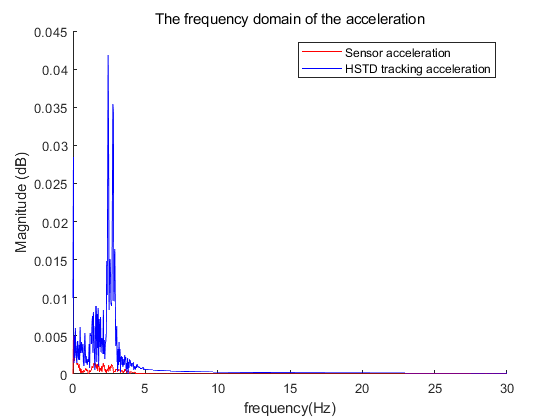 The frequency domain of the acceleration
Sensor acceleration
HSTD tracking acceleration
Magnitude (dB)
0.045
0.04
0.035
0.03
0.025
0.02
0.015
0.01
0.005
0
0 5 10 15 20 25 30
frequency(Hz)